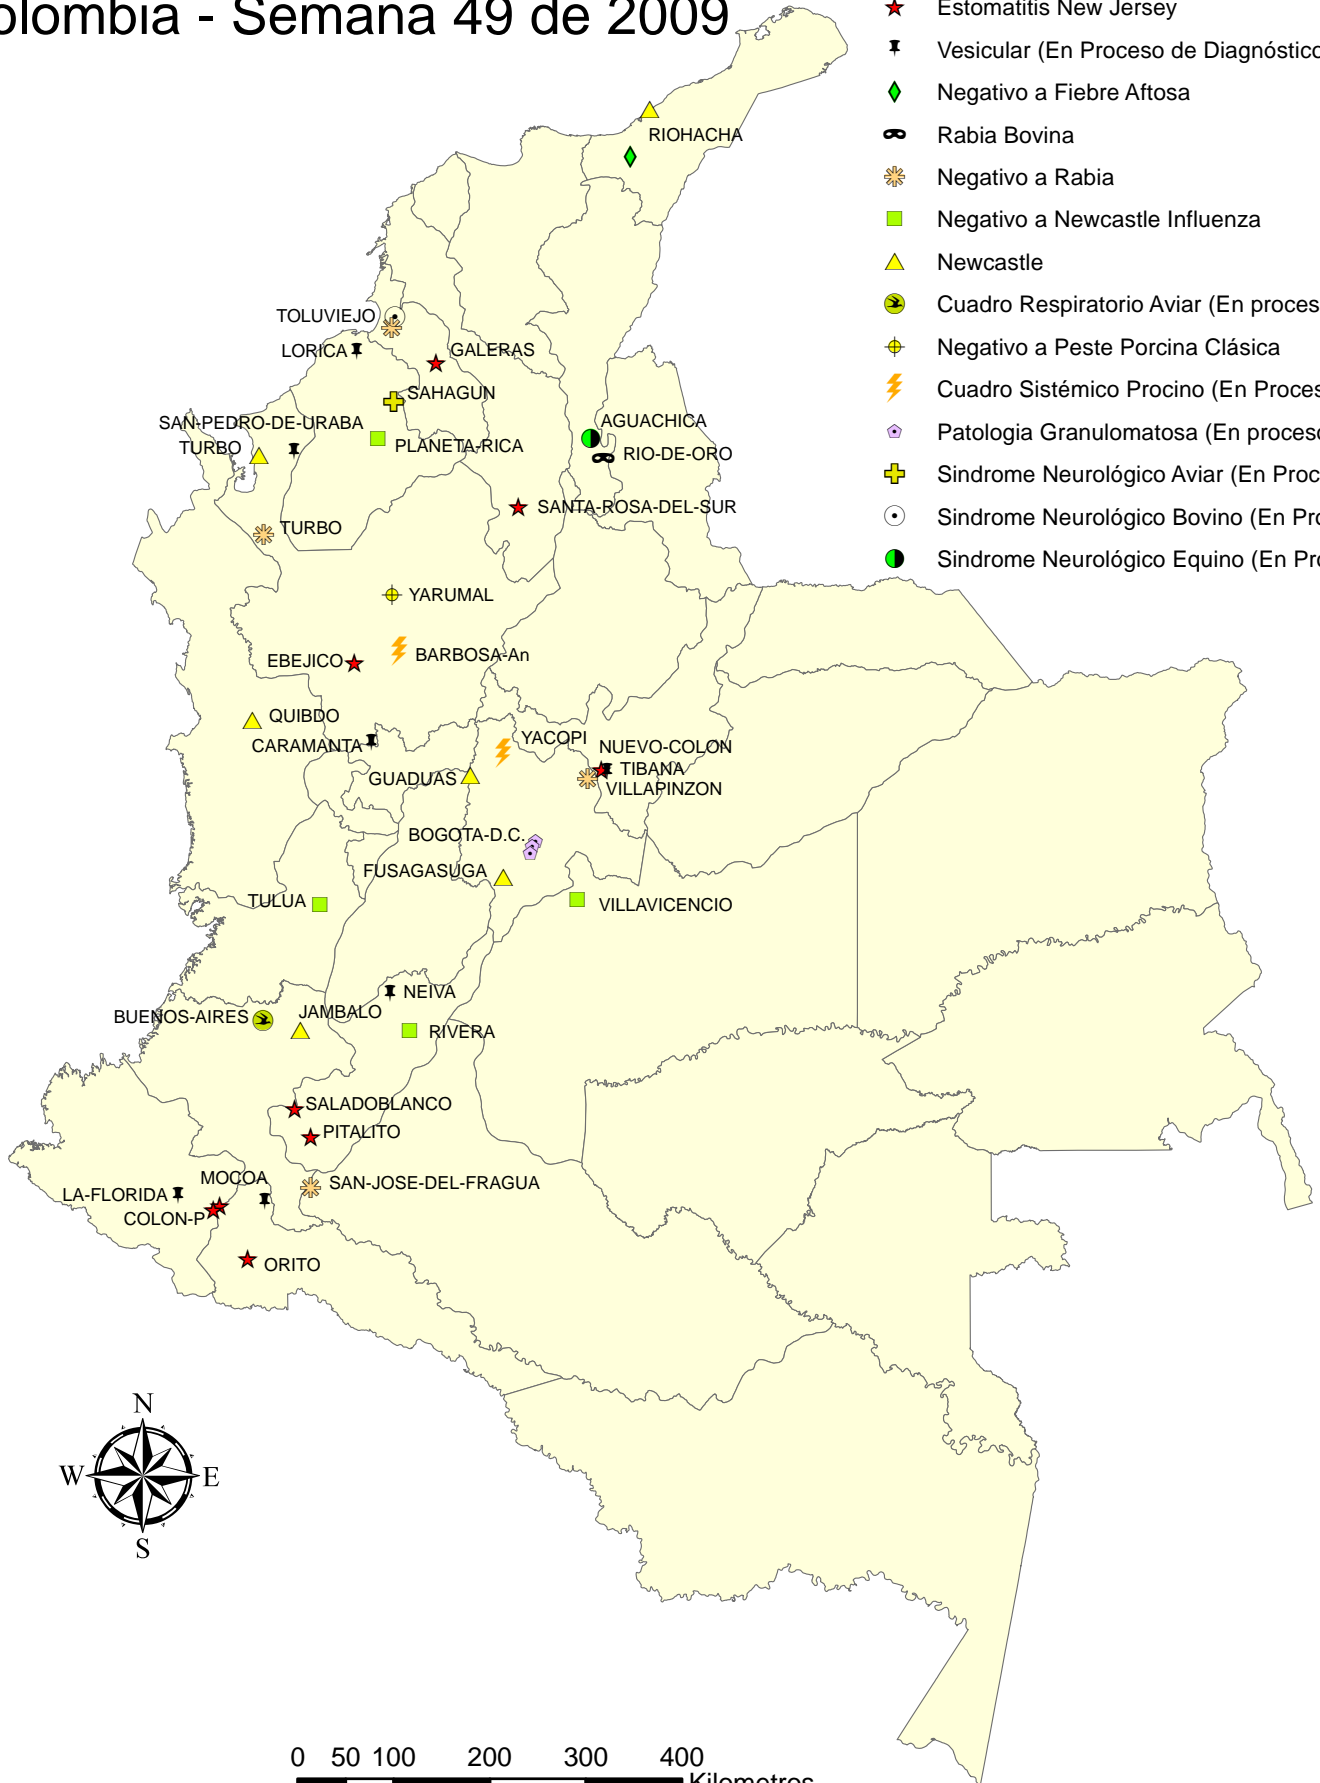 olombia - Semana 49 de 2009
Estomatitis New Jersey
Vesicular (En Proceso de Diagnóstico
Negativo a Fiebre Aftosa
Rabia Bovina
Negativo a Rabia
Negativo a Newcastle Influenza
Newcastle
Cuadro Respiratorio Aviar (En proces
Negativo a Peste Porcina Clásica
Cuadro Sistémico Procino (En Proces
Patologia Granulomatosa (En proceso
Sindrome Neurológico Aviar (En Proc
Sindrome Neurológico Bovino (En Pro
Sindrome Neurológico Equino (En Pro
RIOHACHA
TOLUVIEJO
LORICA
GALERAS
SAHAGUN
SAN-PEDRO-DE-URABA
AGUACHICA
TURBO
PLANETA-RICA
RIO-DE-ORO
SANTA-ROSA-DEL-SUR
TURBO
YARUMAL
EBEJICO
BARBOSA-An
QUIBDO
CARAMANTA
YACOPI
NUEVO-COLON
GUADUAS
TIBANA
VILLAPINZON
BOGOTA-D.C.
FUSAGASUGA
TULUA
VILLAVICENCIO
NEIVA
BUENOS-AIRES
JAMBALO
RIVERA
SALADOBLANCO
PITALITO
MOCOA
SAN-JOSE-DEL-FRAGUA
LA-FLORIDA
COLON-P
ORITO
N
W E
S
0 50 100 200 300 400
Kilometros